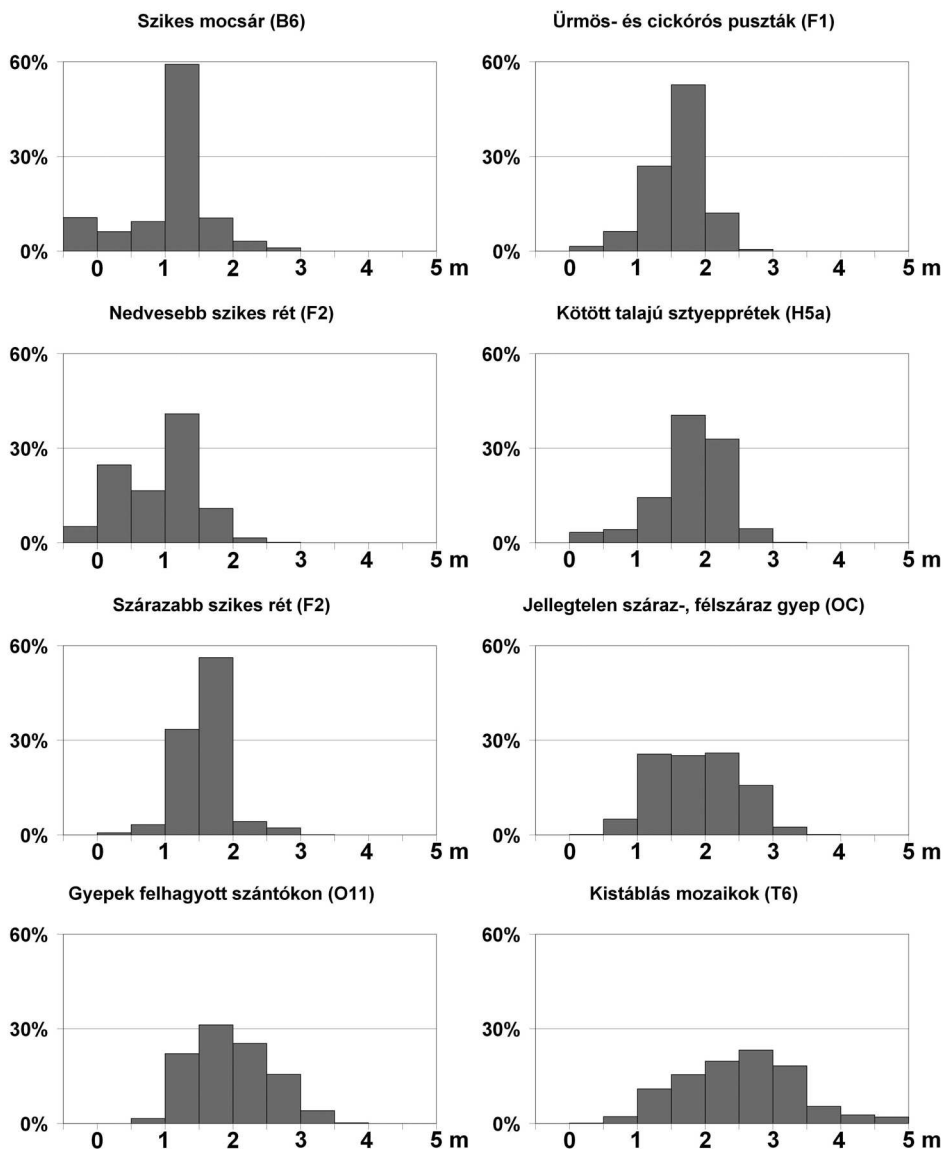 Szikes mocsár (B6)
60%
30%
0%
0 1 2 3 4 5 m
Ürmös- és cickórós puszták (F1)
60%
30%
0%
0 1 2 3 4 5 m
Nedvesebb szikes rét (F2)
60%
30%
0%
0 1 2 3 4 5 m
Kötött talajú sztyepprétek (H5a)
60%
30%
0%
0 1 2 3 4 5 m
Szárazabb szikes rét (F2)
60%
30%
0%
0 1 2 3 4 5 m
Jellegtelen száraz-, félszáraz gyep (OC)
60%
30%
0%
0 1 2 3 4 5 m
Gyepek felhagyott szántókon (O11)
60%
30%
0%
0 1 2 3 4 5 m
Kistáblás mozaikok (T6)
60%
30%
0%
0 1 2 3 4 5 m